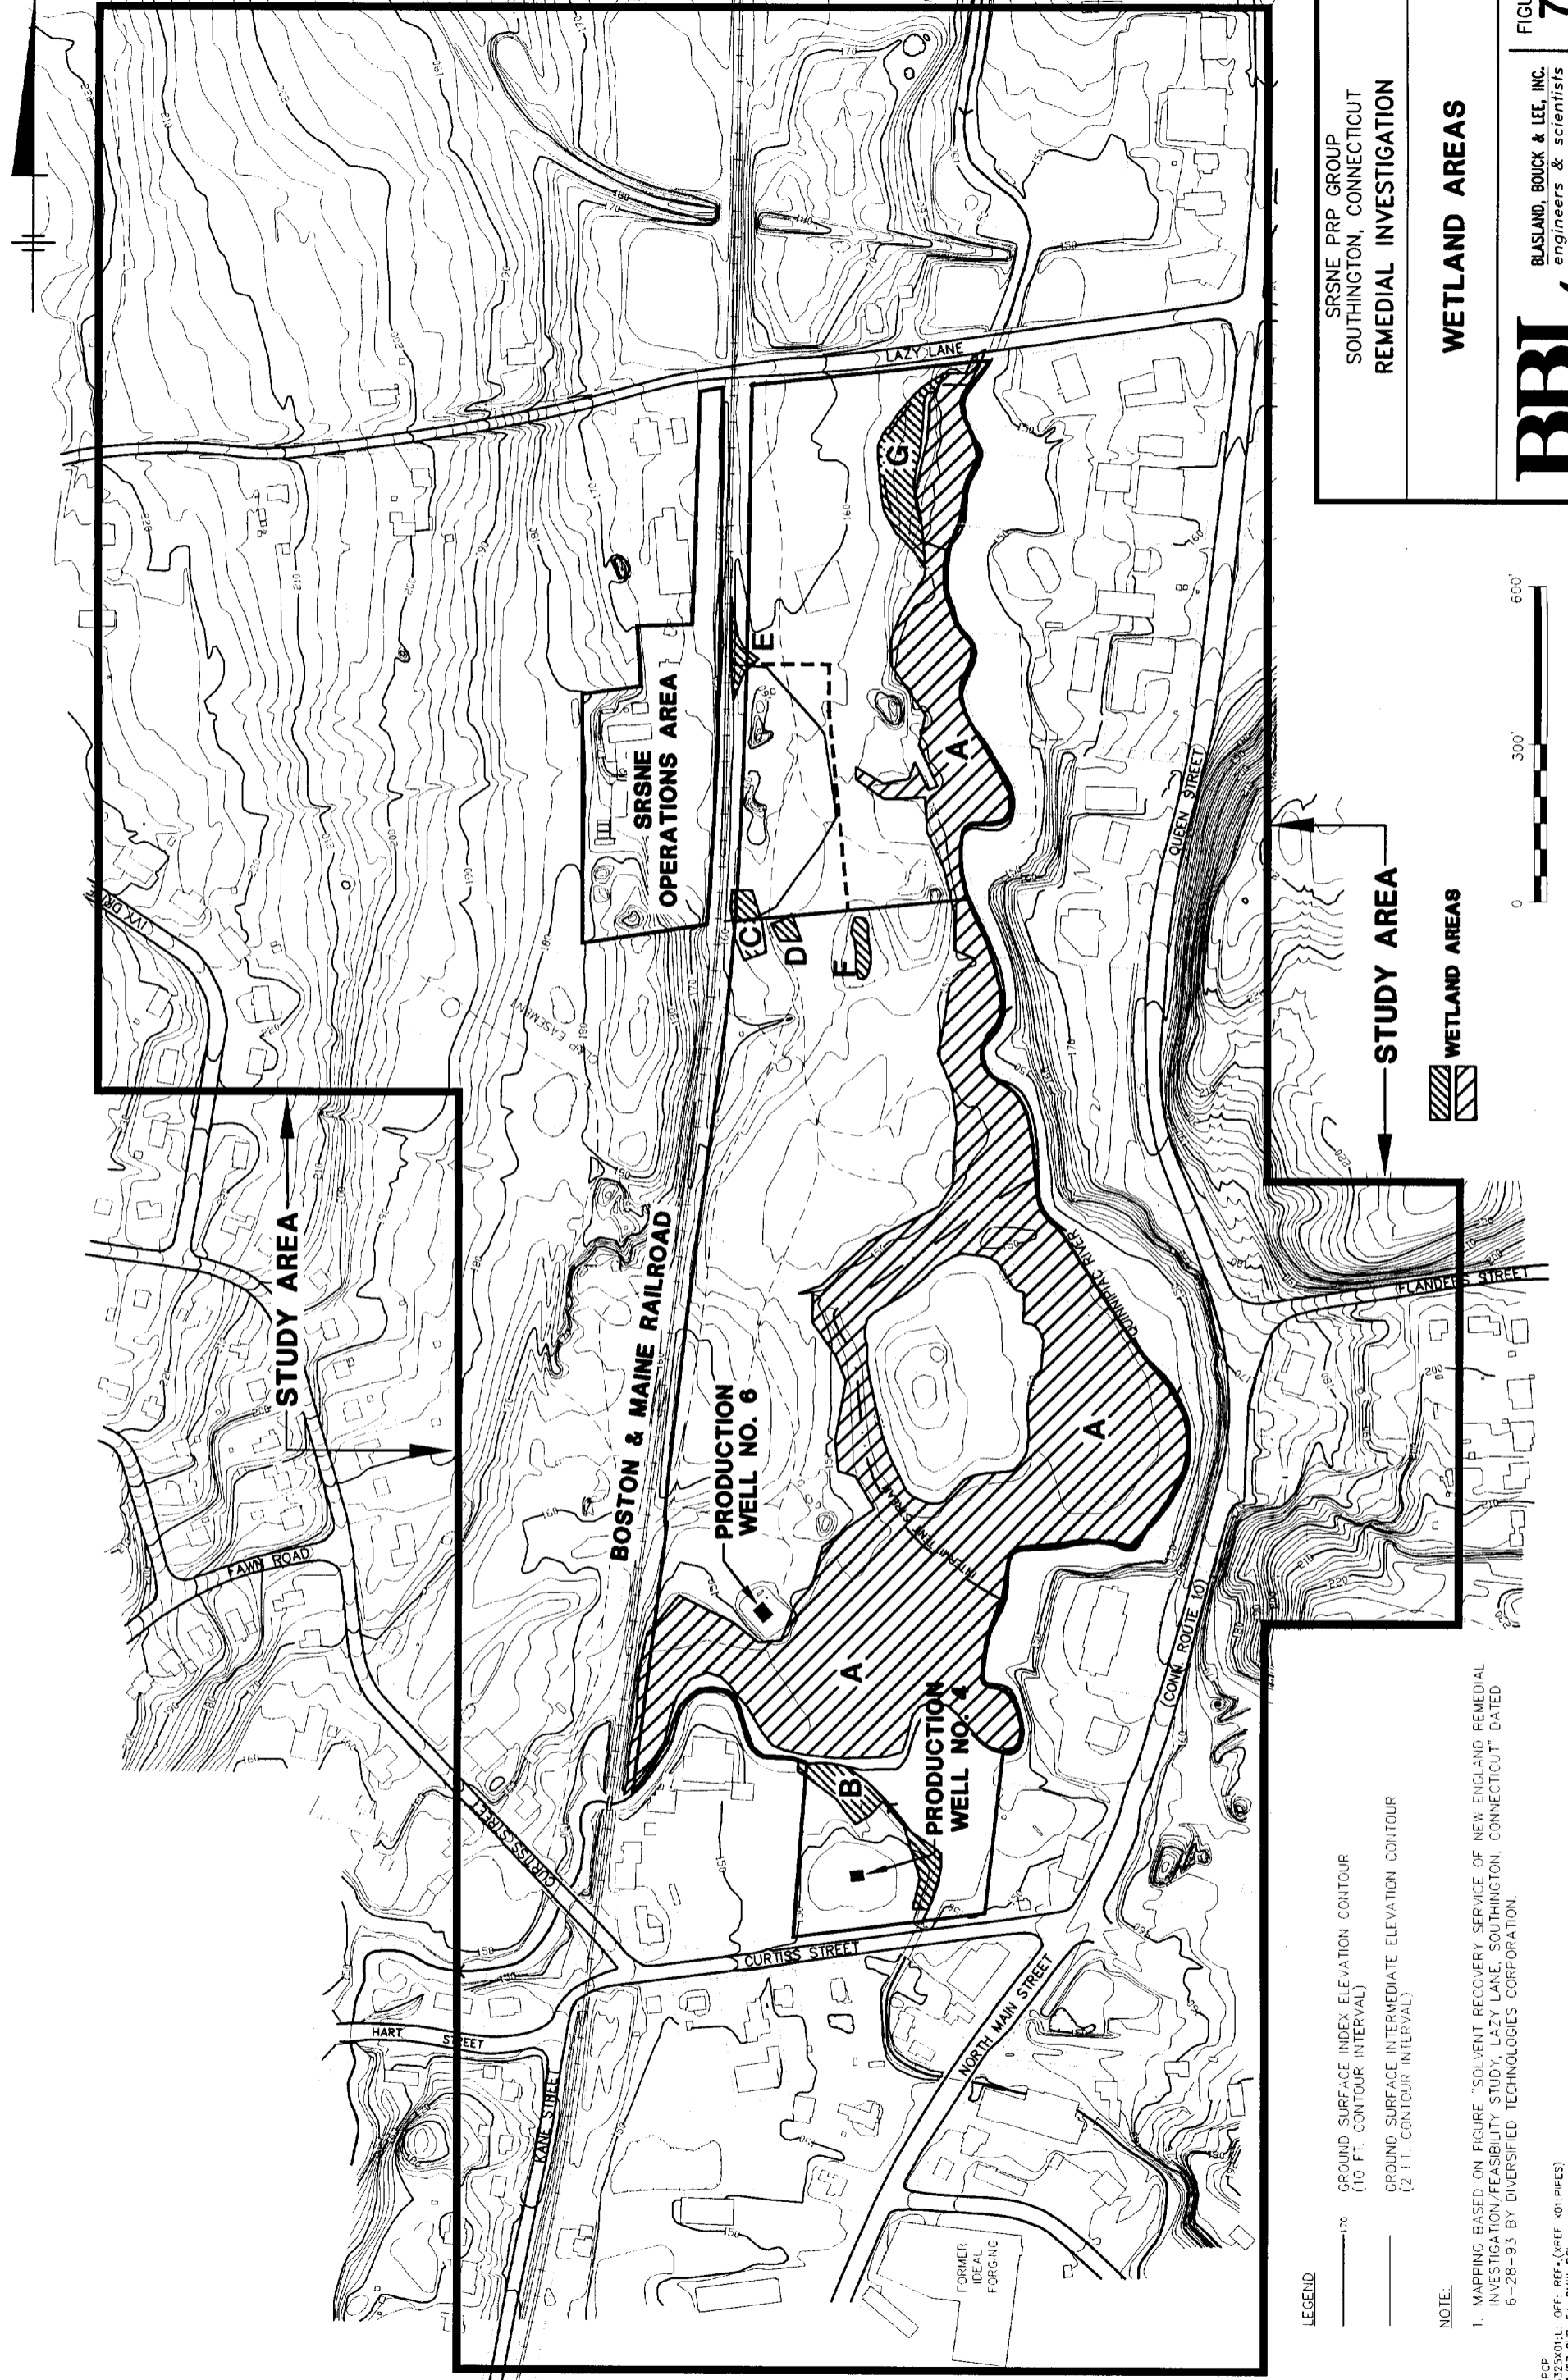 STUDY AREA
STUDY AREA
SRSNE
OPERATIONS AREA
BOSTON & MAINE RAILROAD
PRODUCTION
WELL NO. 6
PRODUCTION
WELL NO. 4
LAZY LANE
QUEEN STREET
(CONN. ROUTE 10)
FLANDERS STREET
QUINNIPIAC RIVER
INTERMITTENT STREAM
EASEMENT
FAWN ROAD
CURTISS STREET
CURTISS STREET
HART STREET
KANE STREET
NORTH MAIN STREET
FORMER
IDEAL
FORGING
A
A
A
B
C
D
E
F
G
WETLAND AREAS
0 300' 600'
LEGEND
170 GROUND SURFACE INDEX ELEVATION CONTOUR
(10 FT. CONTOUR INTERVAL)
GROUND SURFACE INTERMEDIATE ELEVATION CONTOUR
(2 FT. CONTOUR INTERVAL)
NOTE:
1. MAPPING BASED ON FIGURE "SOLVENT RECOVERY SERVICE OF NEW ENGLAND REMEDIAL
INVESTIGATION/FEASIBILITY STUDY, LAZY LANE, SOUTHINGTON, CONNECTICUT" DATED
6-28-93 BY DIVERSIFIED TECHNOLOGIES CORPORATION.
SRSNE PRP GROUP
SOUTHINGTON, CONNECTICUT
REMEDIAL INVESTIGATION
WETLAND AREAS
BBL
BLASLAND, BOUCK & LEE, INC.
engineers & scientists